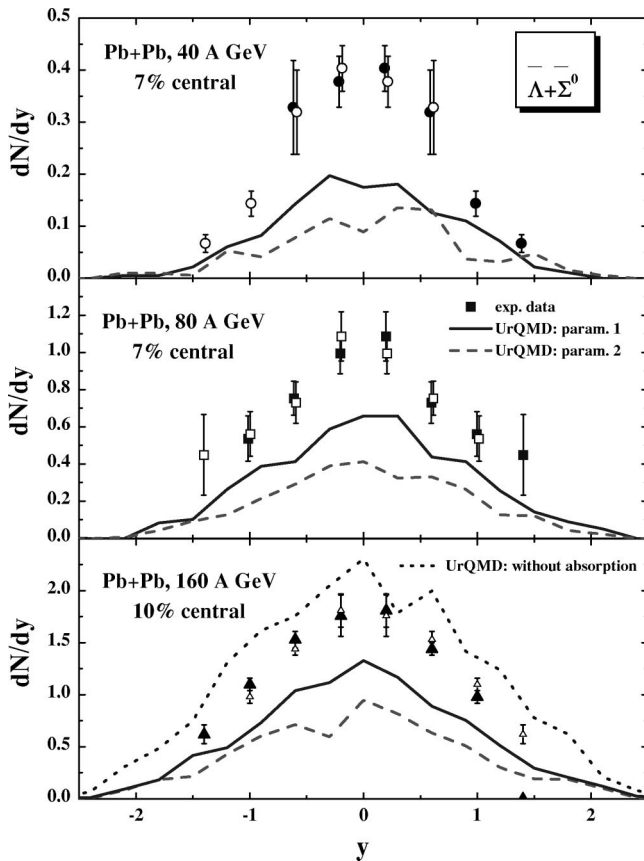 Pb+Pb, 40 A GeV
7% central
Λ̅+Σ̅⁰
dN/dy
0.4
0.3
0.2
0.1
0.0
Pb+Pb, 80 A GeV
7% central
exp. data
UrQMD: param. 1
UrQMD: param. 2
dN/dy
1.2
1.0
0.8
0.6
0.4
0.2
0.0
Pb+Pb, 160 A GeV
10% central
UrQMD: without absorption
dN/dy
2.0
1.5
1.0
0.5
0.0
-2 -1 0 1 2
y